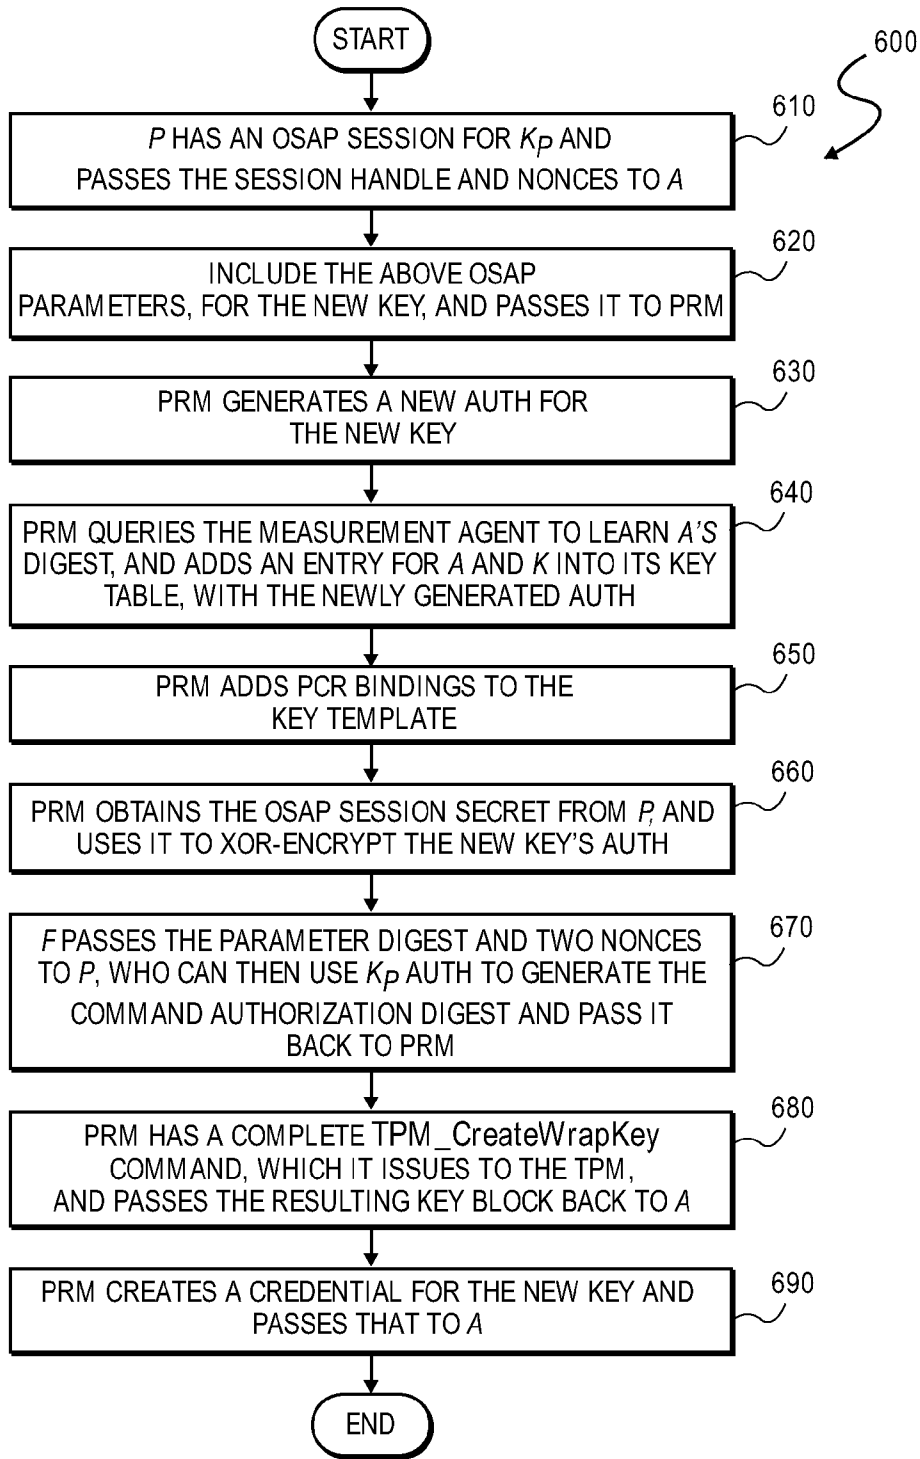 START
600
610
P HAS AN OSAP SESSION FOR KP AND
PASSES THE SESSION HANDLE AND NONCES TO A
620
INCLUDE THE ABOVE OSAP
PARAMETERS, FOR THE NEW KEY, AND PASSES IT TO PRM
630
PRM GENERATES A NEW AUTH FOR
THE NEW KEY
640
PRM QUERIES THE MEASUREMENT AGENT TO LEARN A'S
DIGEST, AND ADDS AN ENTRY FOR A AND K INTO ITS KEY
TABLE, WITH THE NEWLY GENERATED AUTH
650
PRM ADDS PCR BINDINGS TO THE
KEY TEMPLATE
660
PRM OBTAINS THE OSAP SESSION SECRET FROM P, AND
USES IT TO XOR-ENCRYPT THE NEW KEY'S AUTH
670
F PASSES THE PARAMETER DIGEST AND TWO NONCES
TO P, WHO CAN THEN USE KP AUTH TO GENERATE THE
COMMAND AUTHORIZATION DIGEST AND PASS IT
BACK TO PRM
680
PRM HAS A COMPLETE TPM_CreateWrapKey
COMMAND, WHICH IT ISSUES TO THE TPM,
AND PASSES THE RESULTING KEY BLOCK BACK TO A
690
PRM CREATES A CREDENTIAL FOR THE NEW KEY AND
PASSES THAT TO A
END